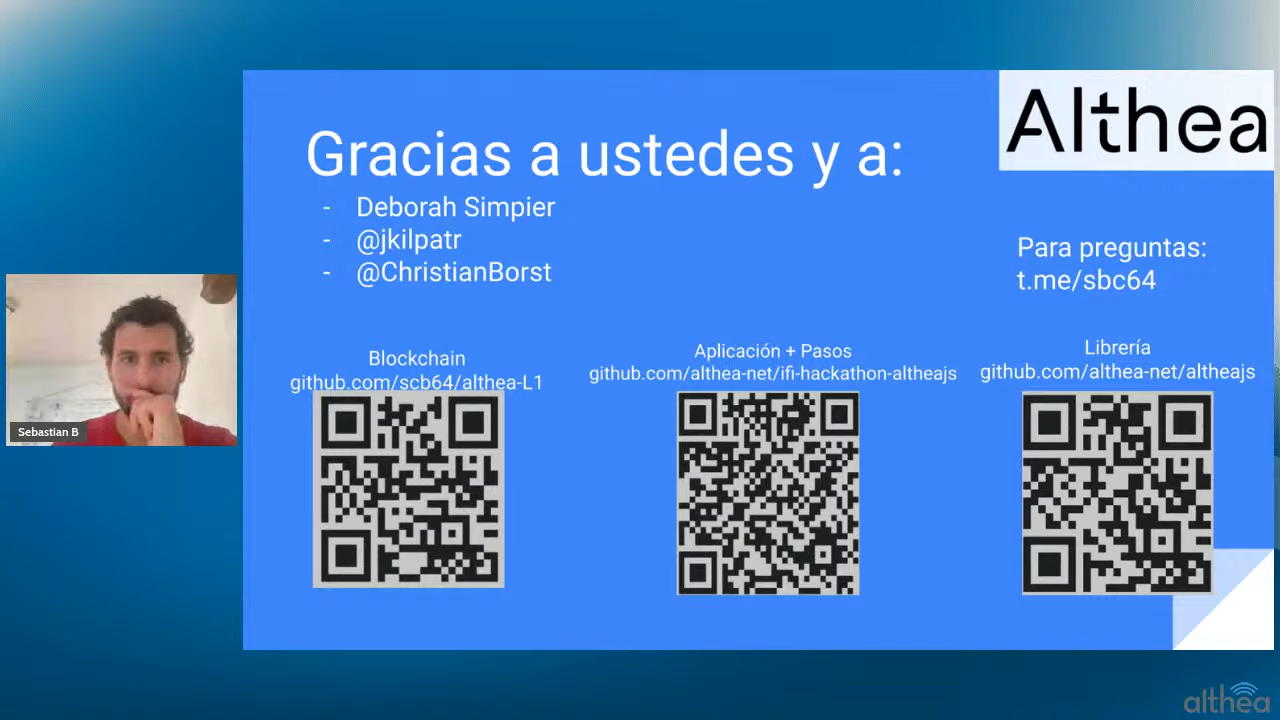 Althea
Gracias a ustedes y a:
- Deborah Simpier
- @jkilpatr
- @ChristianBorst
Para preguntas:
t.me/sbc64
Blockchain
github.com/scb64/althea-L1
Aplicación + Pasos
github.com/althea-net/ifi-hackathon-altheajs
Librería
github.com/althea-net/altheajs
Sebastian B
althea